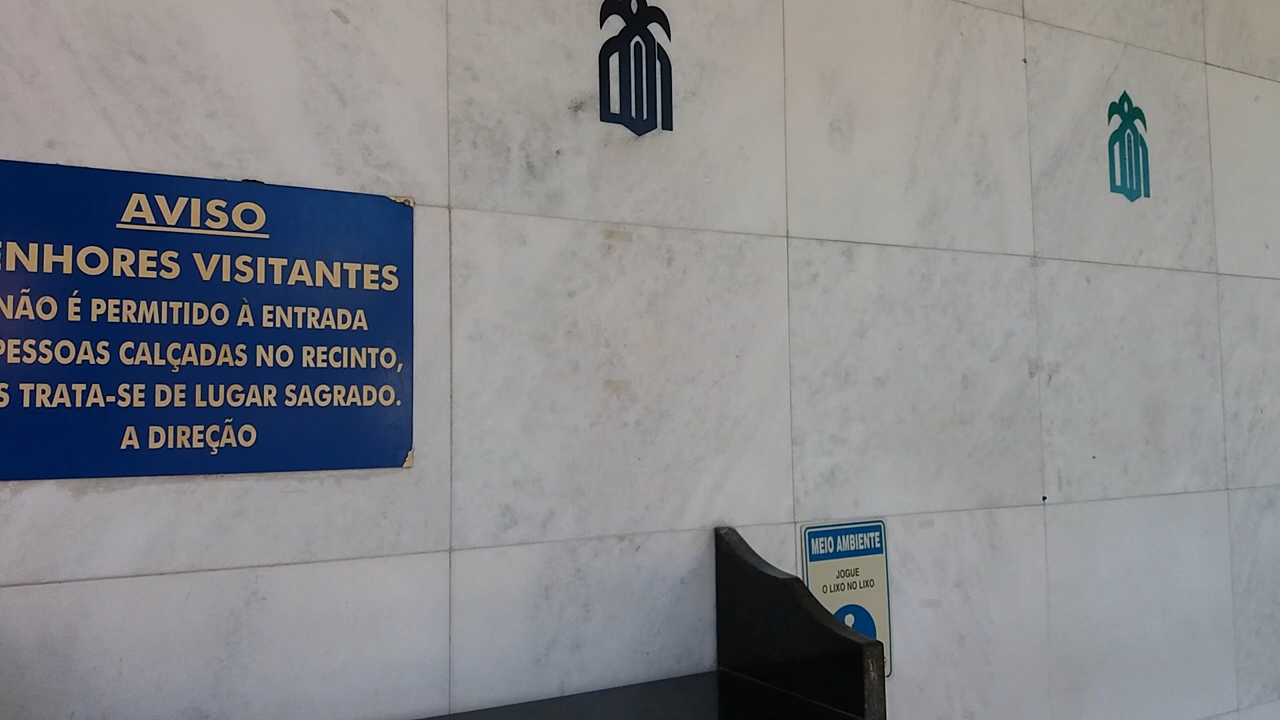 AVISO
ENHORES VISITANTES
NÃO É PERMITIDO À ENTRADA
PESSOAS CALÇADAS NO RECINTO,
S TRATA-SE DE LUGAR SAGRADO.
A DIREÇÃO
MEIO AMBIENTE
JOGUE
O LIXO NO LIXO